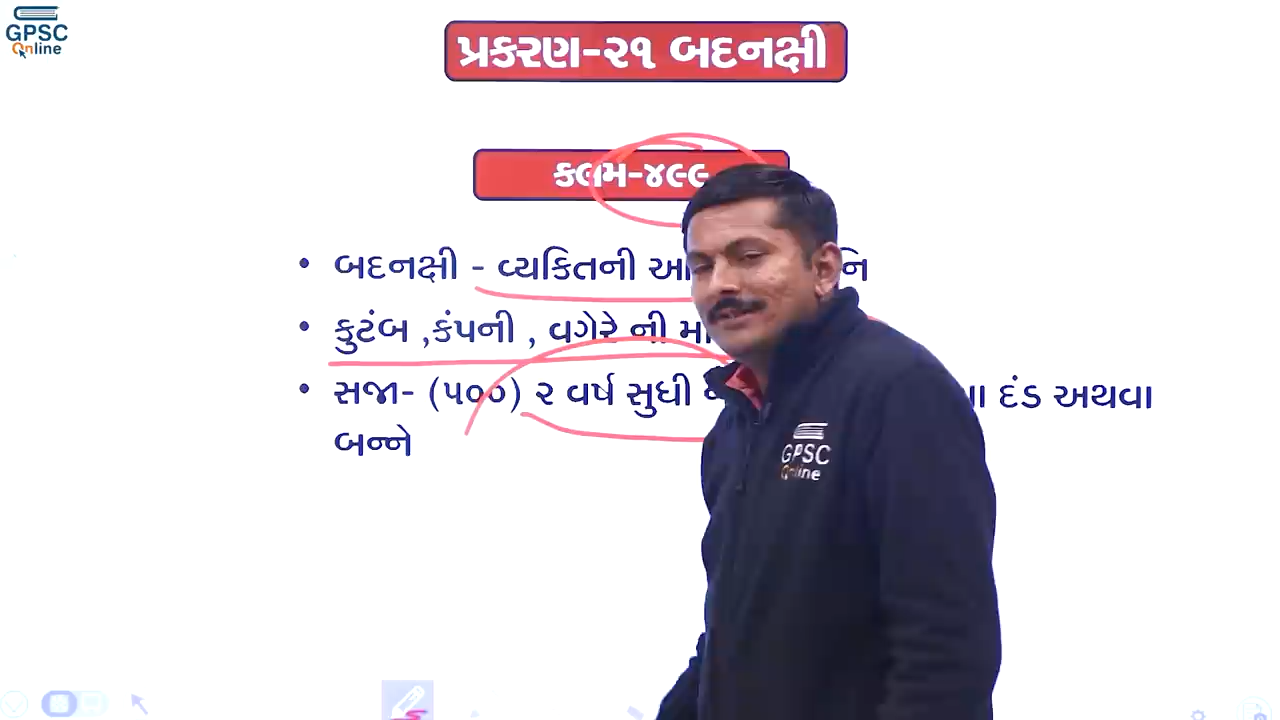 GPSC
Online
પ્રકરણ-૨૧ બદનક્ષી
કલમ-૪૯૯
• બદનક્ષી - વ્યકિતની
• કુટંબ ,કંપની , વગેરે ની
• સજા- (૫૦૦) ૨ વર્ષ સુધી દંડ અથવા
બન્ને
GPSC
Online